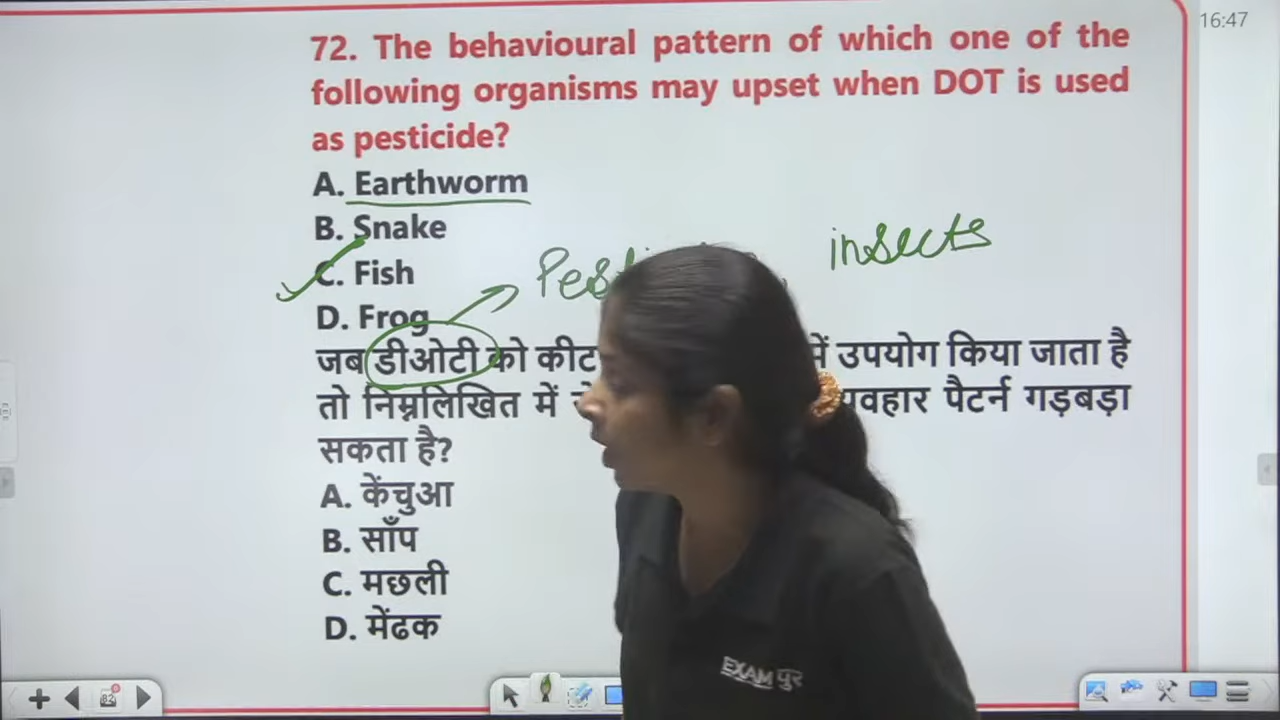 16:47
72. The behavioural pattern of which one of the
following organisms may upset when DOT is used
as pesticide?
A. Earthworm
B. Snake
insects
C. Fish
D. Frog
जब डीओटी को कीट में उपयोग किया जाता है
तो निम्नलिखित में पैटर्न गड़बड़ा
सकता है?
A. केंचुआ
B. साँप
C. मछली
D. मेंढक
EXAM पुर
82